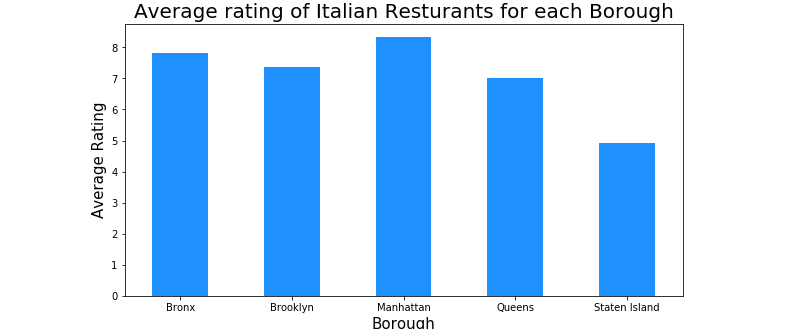 Average rating of Italian Resturants for each Borough
Average Rating
8
7
6
5
4
3
2
1
0
Bronx Brooklyn Manhattan Queens Staten Island
Borough